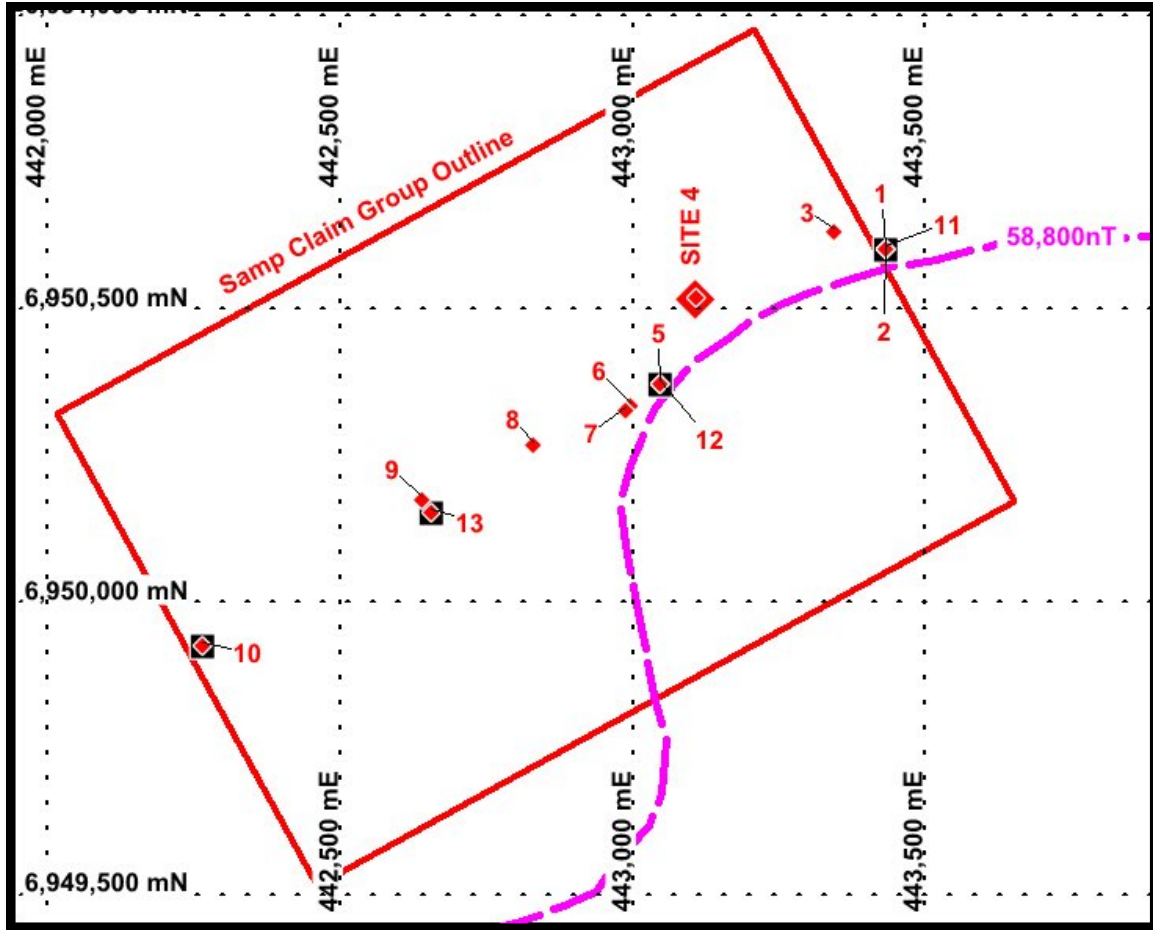 442,000 mE
442,500 mE
443,000 mE
443,500 mE
Samp Claim Group Outline
SITE 4
3
1
11
58,800nT
6,950,500 mN
2
5
6
8
7
12
9
13
6,950,000 mN
10
442,500 mE
443,000 mE
443,500 mE
6,949,500 mN